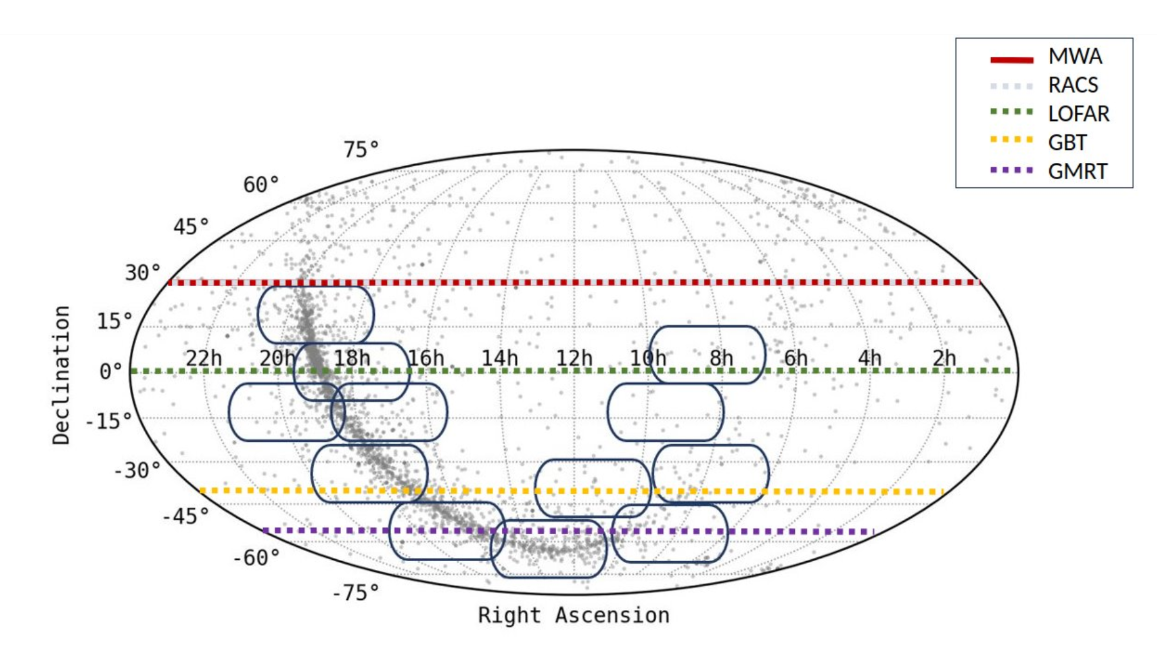 MWA
RACS
LOFAR
GBT
GMRT
75°
60°
45°
30°
15°
22h 20h 18h 16h 14h 12h 10h 8h 6h 4h 2h
0°
-15°
-30°
-45°
-60°
-75°
Declination
Right Ascension